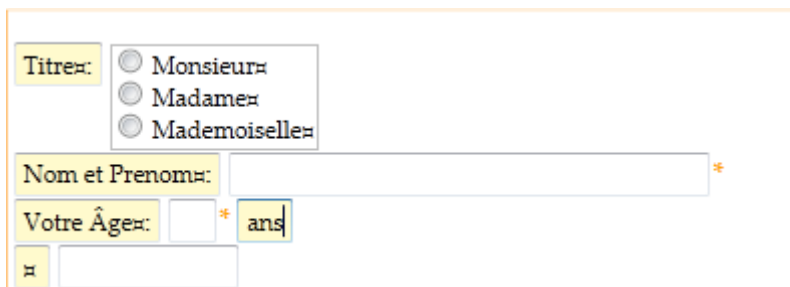 Titre¤:
Monsieur¤
Madame¤
Mademoiselle¤
Nom et Prenom¤: *
Votre Âge¤: * ans
¤